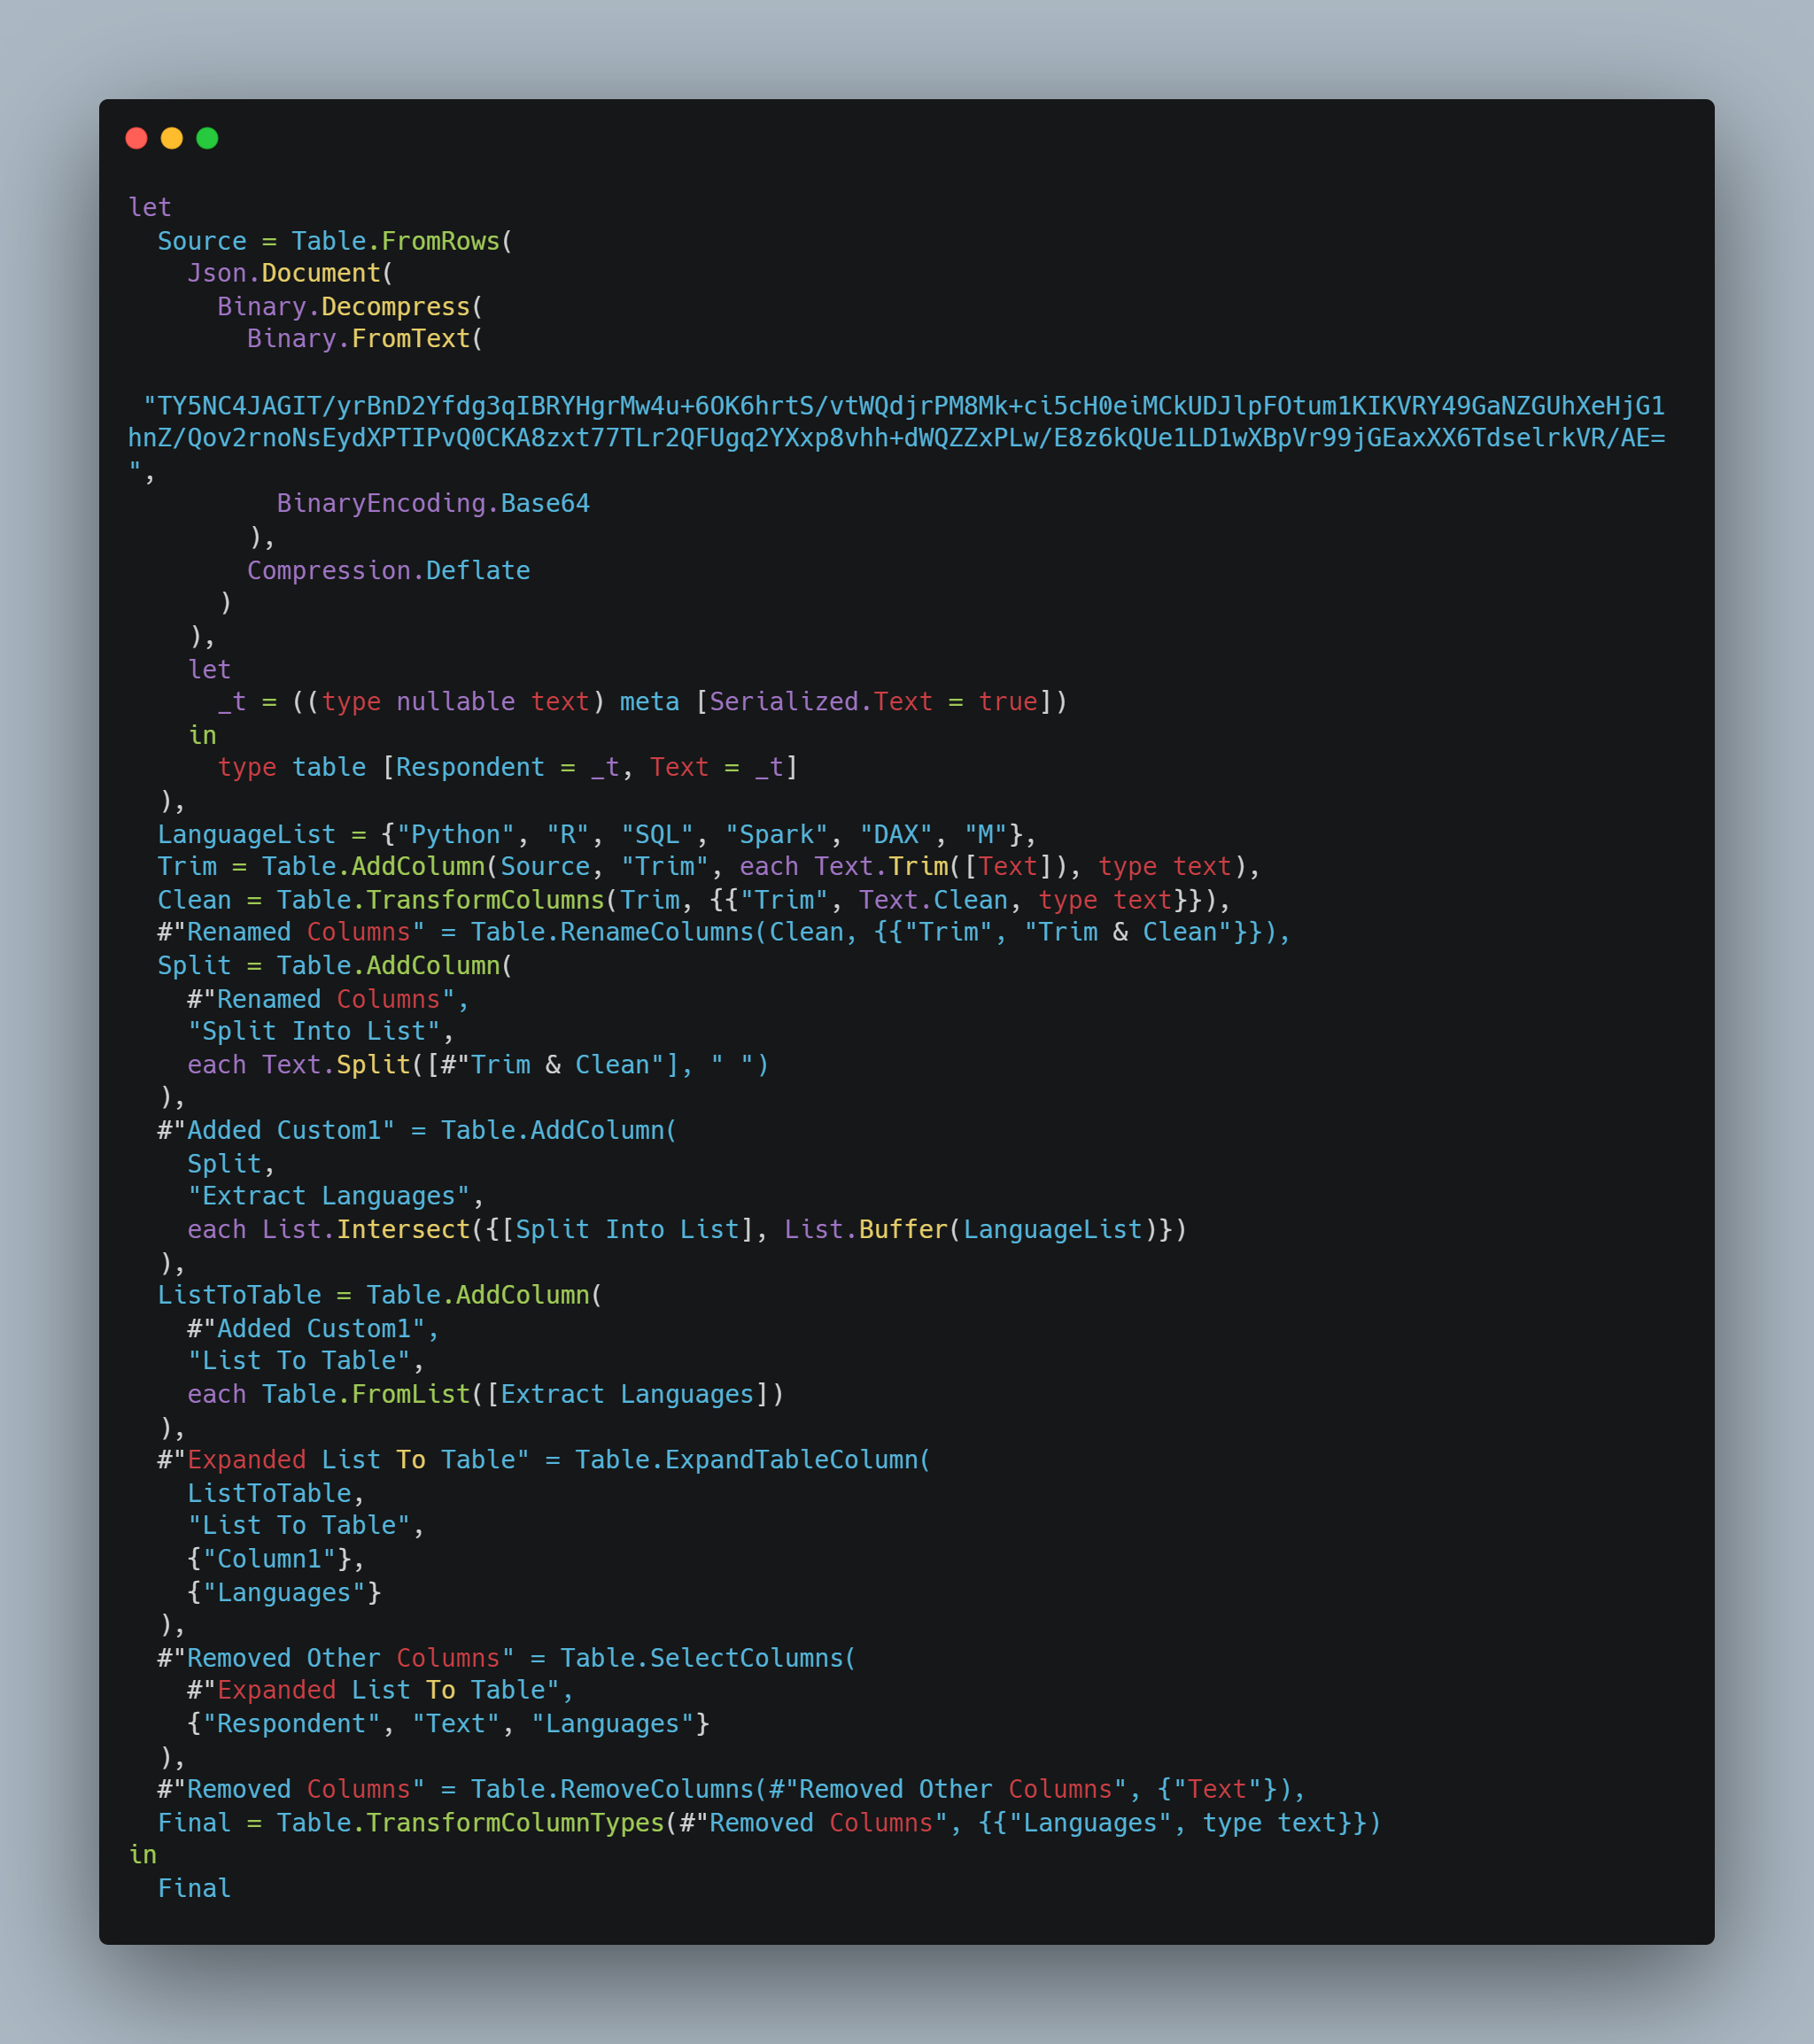 let
  Source = Table.FromRows(
    Json.Document(
      Binary.Decompress(
        Binary.FromText(
 "TY5NC4JAGIT/yrBnD2Yfdg3qIBRYHgrMw4u+6OK6hrtS/vtWQdjrPM8Mk+ci5cH0eiMCkUDJlpFOtum1KIKVRY49GaNZGUhXeHjG1
hnZ/Qov2rnoNsEydXPTIPvQ0CKA8zxt77TLr2QFUgq2YXxp8vhh+dWQZZxPLw/E8z6kQUe1LD1wXBpVr99jGEaxXX6TdselrkVR/AE=
",
          BinaryEncoding.Base64
        ),
        Compression.Deflate
      )
    ),
    let
      _t = ((type nullable text) meta [Serialized.Text = true])
    in
      type table [Respondent = _t, Text = _t]
  ),
  LanguageList = {"Python", "R", "SQL", "Spark", "DAX", "M"},
  Trim = Table.AddColumn(Source, "Trim", each Text.Trim([Text]), type text),
  Clean = Table.TransformColumns(Trim, {{"Trim", Text.Clean, type text}}),
  #"Renamed Columns" = Table.RenameColumns(Clean, {{"Trim", "Trim & Clean"}}),
  Split = Table.AddColumn(
    #"Renamed Columns",
    "Split Into List",
    each Text.Split([#"Trim & Clean"], " ")
  ),
  #"Added Custom1" = Table.AddColumn(
    Split,
    "Extract Languages",
    each List.Intersect({[Split Into List], List.Buffer(LanguageList)})
  ),
  ListToTable = Table.AddColumn(
    #"Added Custom1",
    "List To Table",
    each Table.FromList([Extract Languages])
  ),
  #"Expanded List To Table" = Table.ExpandTableColumn(
    ListToTable,
    "List To Table",
    {"Column1"},
    {"Languages"}
  ),
  #"Removed Other Columns" = Table.SelectColumns(
    #"Expanded List To Table",
    {"Respondent", "Text", "Languages"}
  ),
  #"Removed Columns" = Table.RemoveColumns(#"Removed Other Columns", {"Text"}),
  Final = Table.TransformColumnTypes(#"Removed Columns", {{"Languages", type text}})
in
  Final